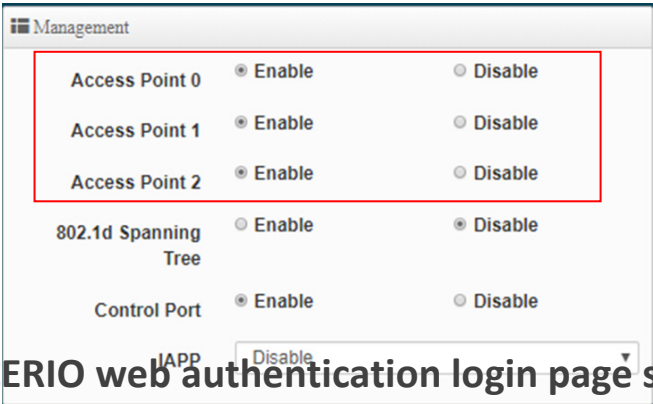 Management
Access Point 0 Enable Disable
Access Point 1 Enable Disable
Access Point 2 Enable Disable
802.1d Spanning Enable Disable
Tree
Control Port Enable Disable
IAPP Disable
ERIO web authentication login page s